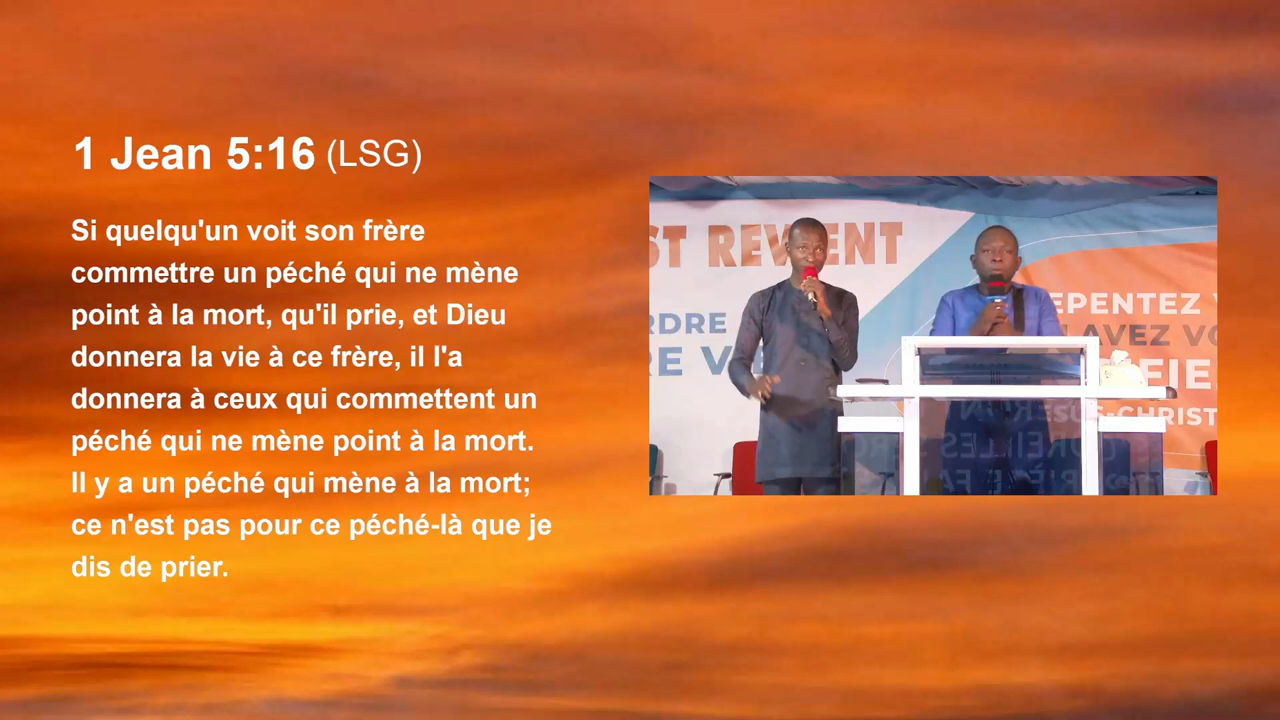 1 Jean 5:16 (LSG)
Si quelqu'un voit son frère
commettre un péché qui ne mène
point à la mort, qu'il prie, et Dieu
donnera la vie à ce frère, il l'a
donnera à ceux qui commettent un
péché qui ne mène point à la mort.
Il y a un péché qui mène à la mort;
ce n'est pas pour ce péché-là que je
dis de prier.
ST REVIENT
RDRE
RE V
EPENTEZ V
AVEZ VO
FIE
SUS-CHRIST